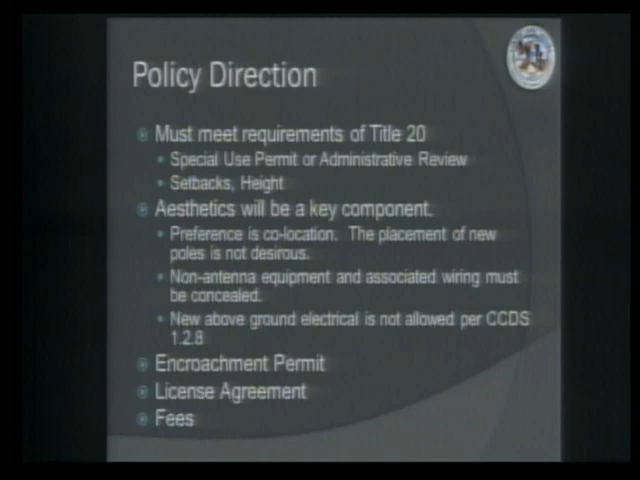 Policy Direction
Must meet requirements of Title 20
Special Use Permit or Administrative Review
Setbacks, Height
Aesthetics will be a key component.
Preference is co-location. The placement of new
poles is not desirous.
Non-antenna equipment and associated wiring must
be concealed.
New above ground electrical is not allowed per CCDS
1.2.8
Encroachment Permit
License Agreement
Fees